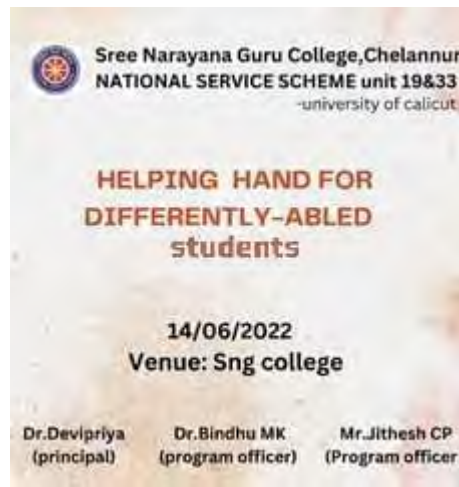 Sree Narayana Guru College,Chelannur
NATIONAL SERVICE SCHEME unit 19&33
-university of calicut
HELPING HAND FOR
DIFFERENTLY-ABLED
students
14/06/2022
Venue: Sng college
Dr.Devipriya Dr.Bindhu MK Mr.Jithesh CP
(principal) (program officer) (Program officer